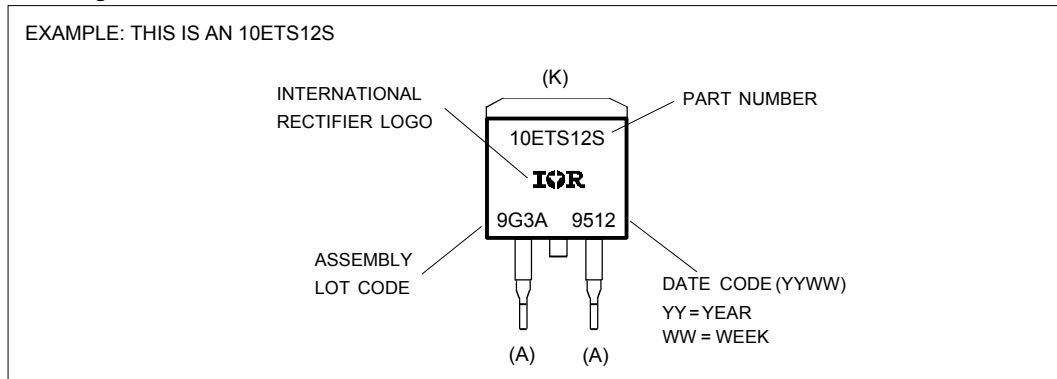 EXAMPLE: THIS IS AN 10ETS12S
(K)
INTERNATIONAL
RECTIFIER LOGO
PART NUMBER
10ETS12S
IOR
9G3A 9512
ASSEMBLY
LOT CODE
DATE CODE (YYWW)
YY = YEAR
WW = WEEK
(A) (A)